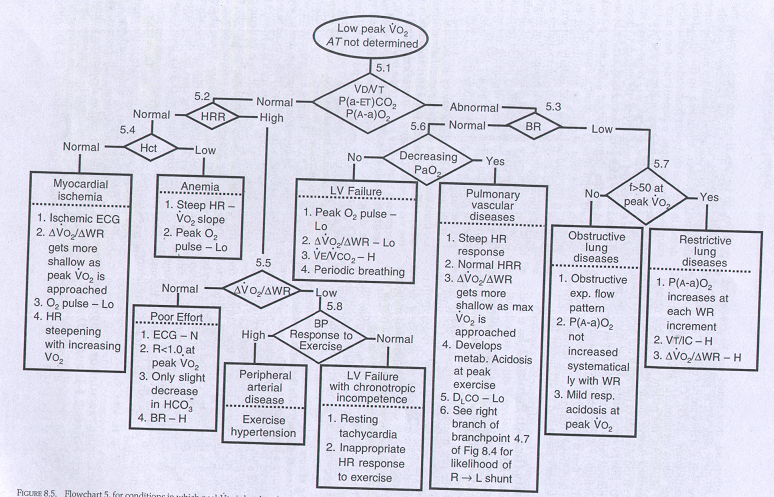 Low peak V̇O₂
AT not determined
5.1
VD/VT
P(a-ET)CO₂
P(A-a)O₂
Normal
Abnormal
5.2
HRR
Normal
High
5.3
BR
Normal
Low
5.4
Hct
Normal
Low
5.6
Decreasing
PaO₂
No
Yes
5.7
f>50 at
peak V̇O₂
No
Yes
Myocardial
ischemia
1. Ischemic ECG
2. ΔV̇O₂/ΔWR
gets more
shallow as
peak V̇O₂ is
approached
3. O₂ pulse – Lo
4. HR
steepening
with increasing
V̇O₂
Anemia
1. Steep HR –
V̇O₂ slope
2. Peak O₂
pulse – Lo
LV Failure
1. Peak O₂ pulse –
Lo
2. ΔV̇O₂/ΔWR – Lo
3. V̇E/V̇CO₂ – H
4. Periodic breathing
Pulmonary
vascular
diseases
1. Steep HR
response
2. Normal HRR
3. ΔV̇O₂/ΔWR
gets more
shallow as max
V̇O₂ is
approached
4. Develops
metab. Acidosis
at peak
exercise
5. DLCO – Lo
6. See right
branch of
branchpoint 4.7
of Fig 8.4 for
likelihood of
R → L shunt
Obstructive
lung
diseases
1. Obstructive
exp. flow
pattern
2. P(A-a)O₂
not
increased
systematical
ly with WR
3. Mild resp.
acidosis at
peak V̇O₂
Restrictive
lung
diseases
1. P(A-a)O₂
increases at
each WR
increment
2. VT/IC – H
3. ΔV̇O₂/ΔWR – H
5.5
ΔV̇O₂/ΔWR
Normal
Low
Poor Effort
1. ECG – N
2. R<1.0 at
peak V̇O₂
3. Only slight
decrease
in HCO₃⁻
4. BR – H
5.8
BP
Response to
Exercise
High
Normal
Peripheral
arterial
disease
Exercise
hypertension
LV Failure
with chronotropic
incompetence
1. Resting
tachycardia
2. Inappropriate
HR response
to exercise
FIGURE 8.5. Flowchart 5, for conditions in which